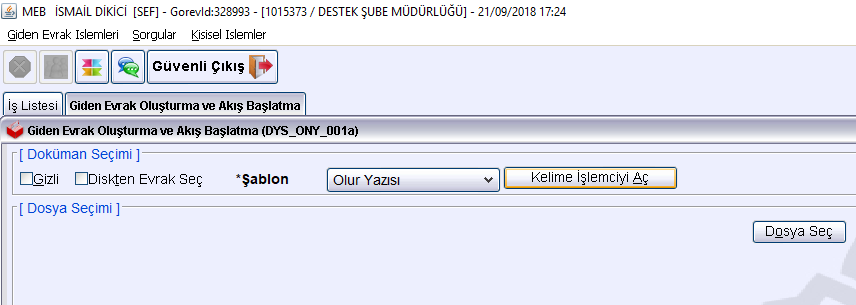 MEB İSMAİL DİKİCİ [SEF] - GorevId:328993 - [1015373 / DESTEK ŞUBE MÜDÜRLÜĞÜ] - 21/09/2018 17:24
Giden Evrak Islemleri Sorgular Kisisel Islemler
Güvenli Çıkış
İş Listesi Giden Evrak Oluşturma ve Akış Başlatma
Giden Evrak Oluşturma ve Akış Başlatma (DYS_ONY_001a)
[ Doküman Seçimi ]
Gizli Diskten Evrak Seç *Şablon Olur Yazısı Kelime İşlemciyi Aç
[ Dosya Seçimi ]
Dosya Seç